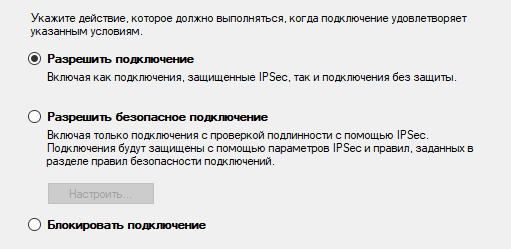 Укажите действие, которое должно выполняться, когда подключение удовлетворяет
указанным условиям.
Разрешить подключение
Включая как подключения, защищенные IPSec, так и подключения без защиты.
Разрешить безопасное подключение
Включая только подключения с проверкой подлинности с помощью IPSec.
Подключения будут защищены с помощью параметров IPSec и правил, заданных в
разделе правил безопасности подключений.
Настроить...
Блокировать подключение